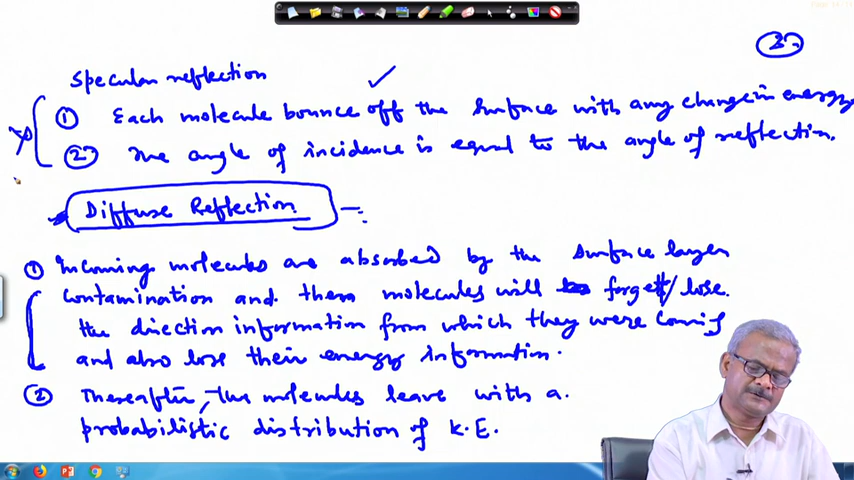 27
Specular reflection
① Each molecule bounce off the surface with any change in energy
② The angle of incidence is equal to the angle of reflection.
Diffuse Reflection
① Incoming molecules are absorbed by the surface layer
contamination and then molecules will forget/lose
the direction information from which they were coming
and also lose their energy information.
② Thereafter, the molecules leave with a
probabilistic distribution of K.E.